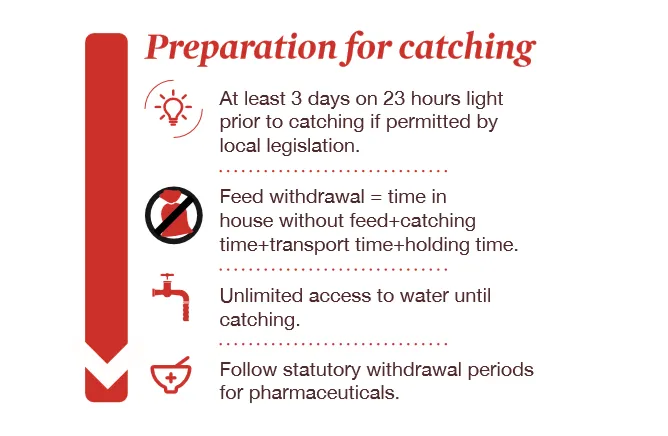 Preparation for catching
At least 3 days on 23 hours light
prior to catching if permitted by
local legislation.
Feed withdrawal = time in
house without feed+catching
time+transport time+holding time.
Unlimited access to water until
catching.
Follow statutory withdrawal periods
for pharmaceuticals.